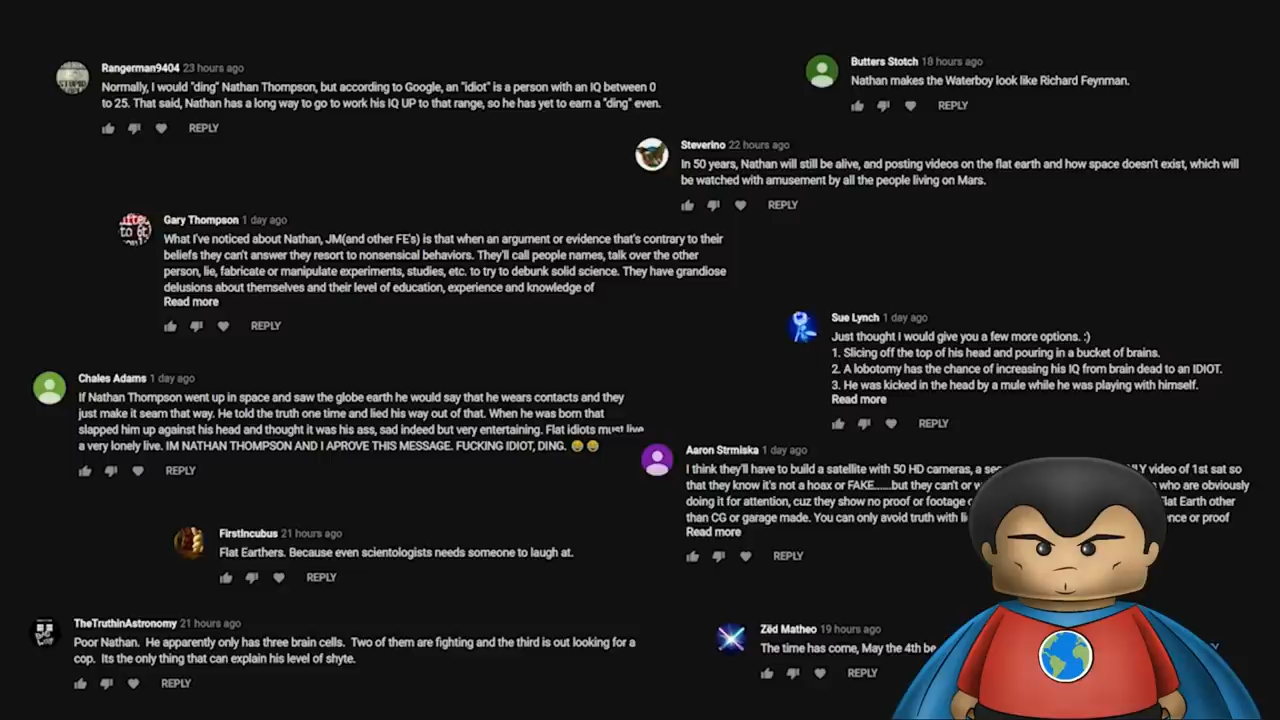 Rangerman9404 23 hours ago
Normally, I would "ding" Nathan Thompson, but according to Google, an "idiot" is a person with an IQ between 0
to 25. That said, Nathan has a long way to go to work his IQ UP to that range, so he has yet to earn a "ding" even.
REPLY
Butters Stotch 18 hours ago
Nathan makes the Waterboy look like Richard Feynman.
REPLY
Steverino 22 hours ago
In 50 years, Nathan will still be alive, and posting videos on the flat earth and how space doesn't exist, which will
be watched with amusement by all the people living on Mars.
REPLY
Gary Thompson 1 day ago
What I've noticed about Nathan, JM(and other FE's) is that when an argument or evidence that's contrary to their
beliefs they can't answer they resort to nonsensical behaviors. They'll call people names, talk over the other
person, lie, fabricate or manipulate experiments, studies, etc. to try to debunk solid science. They have grandiose
delusions about themselves and their level of education, experience and knowledge of
Read more
REPLY
Sue Lynch 1 day ago
Just thought I would give you a few more options. :)
1. Slicing off the top of his head and pouring in a bucket of brains.
2. A lobotomy has the chance of increasing his IQ from brain dead to an IDIOT.
3. He was kicked in the head by a mule while he was playing with himself.
Read more
REPLY
Chales Adams 1 day ago
If Nathan Thompson went up in space and saw the globe earth he would say that he wears contacts and they
just make it seam that way. He told the truth one time and lied his way out of that. When he was born that
slapped him up against his head and thought it was his ass, sad indeed but very entertaining. Flat idiots must live
a very lonely live. IM NATHAN THOMPSON AND I APROVE THIS MESSAGE. FUCKING IDIOT, DING. 😄😄
REPLY
Aaron Strmiska 1 day ago
I think they'll have to build a satellite with 50 HD cameras, a video of 1st sat so
that they know it's not a hoax or FAKE......but they can't or who are obviously
doing it for attention, cuz they show no proof or footage Flat Earth other
than CG or garage made. You can only avoid truth with or proof
Read more
REPLY
FirstIncubus 21 hours ago
Flat Earthers. Because even scientologists needs someone to laugh at.
REPLY
TheTruthinAstronomy 21 hours ago
Poor Nathan. He apparently only has three brain cells. Two of them are fighting and the third is out looking for a
cop. Its the only thing that can explain his level of shyte.
REPLY
Zëd Matheo 19 hours ago
The time has come, May the 4th be
REPLY